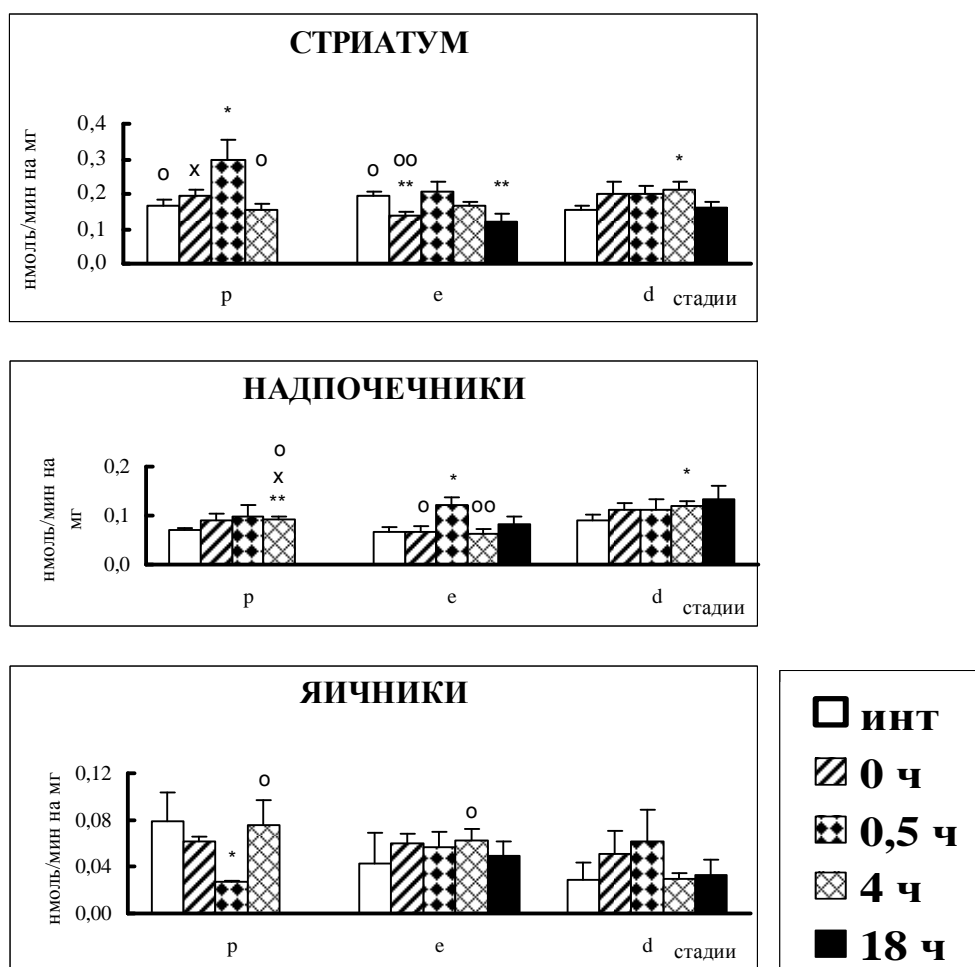 СТРИАТУМ
нмоль/мин на мг
0,4
0,3
0,2
0,1
0,0
*
o x o
o oo
** **
*
p e d стадии
НАДПОЧЕЧНИКИ
нмоль/мин на
мг
0,2
0,1
0,0
o
x
**
*
o oo
*
p e d стадии
ЯИЧНИКИ
нмоль/мин на мг
0,12
0,08
0,04
0,00
o
*
o
p e d стадии
инт
0 ч
0,5 ч
4 ч
18 ч